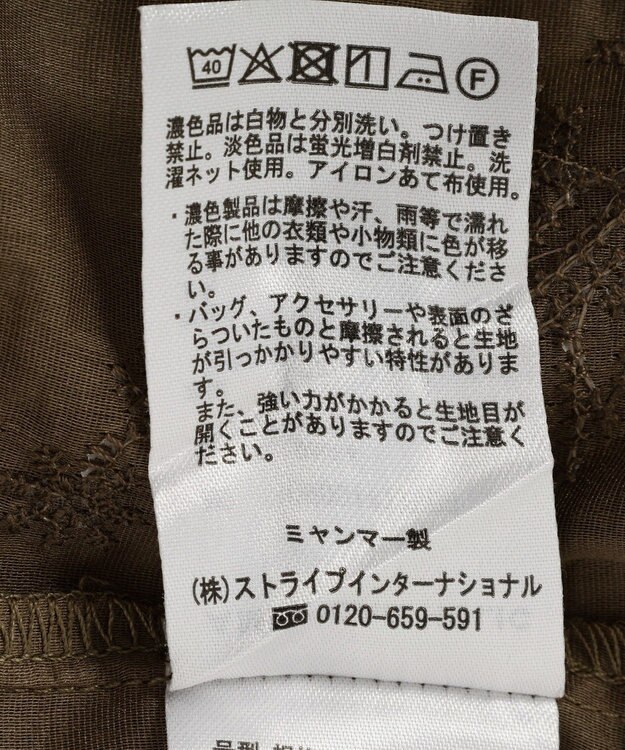 40 F
濃色品は白物と分別洗い。つけ置き
禁止。淡色品は蛍光増白剤禁止。洗
濯ネット使用。アイロンあて布使用。
・濃色製品は摩擦や汗、雨等で濡れ
た際に他の衣類や小物類に色が移
る事がありますのでご注意くださ
い。
・バッグ、アクセサリーや表面のざ
らついたものと摩擦されると生地
が引っかかりやすい特性がありま
す。
また、強い力がかかると生地目が
開くことがありますのでご注意く
ださい。
ミャンマー製
(株)ストライプインターナショナル
0120-659-591